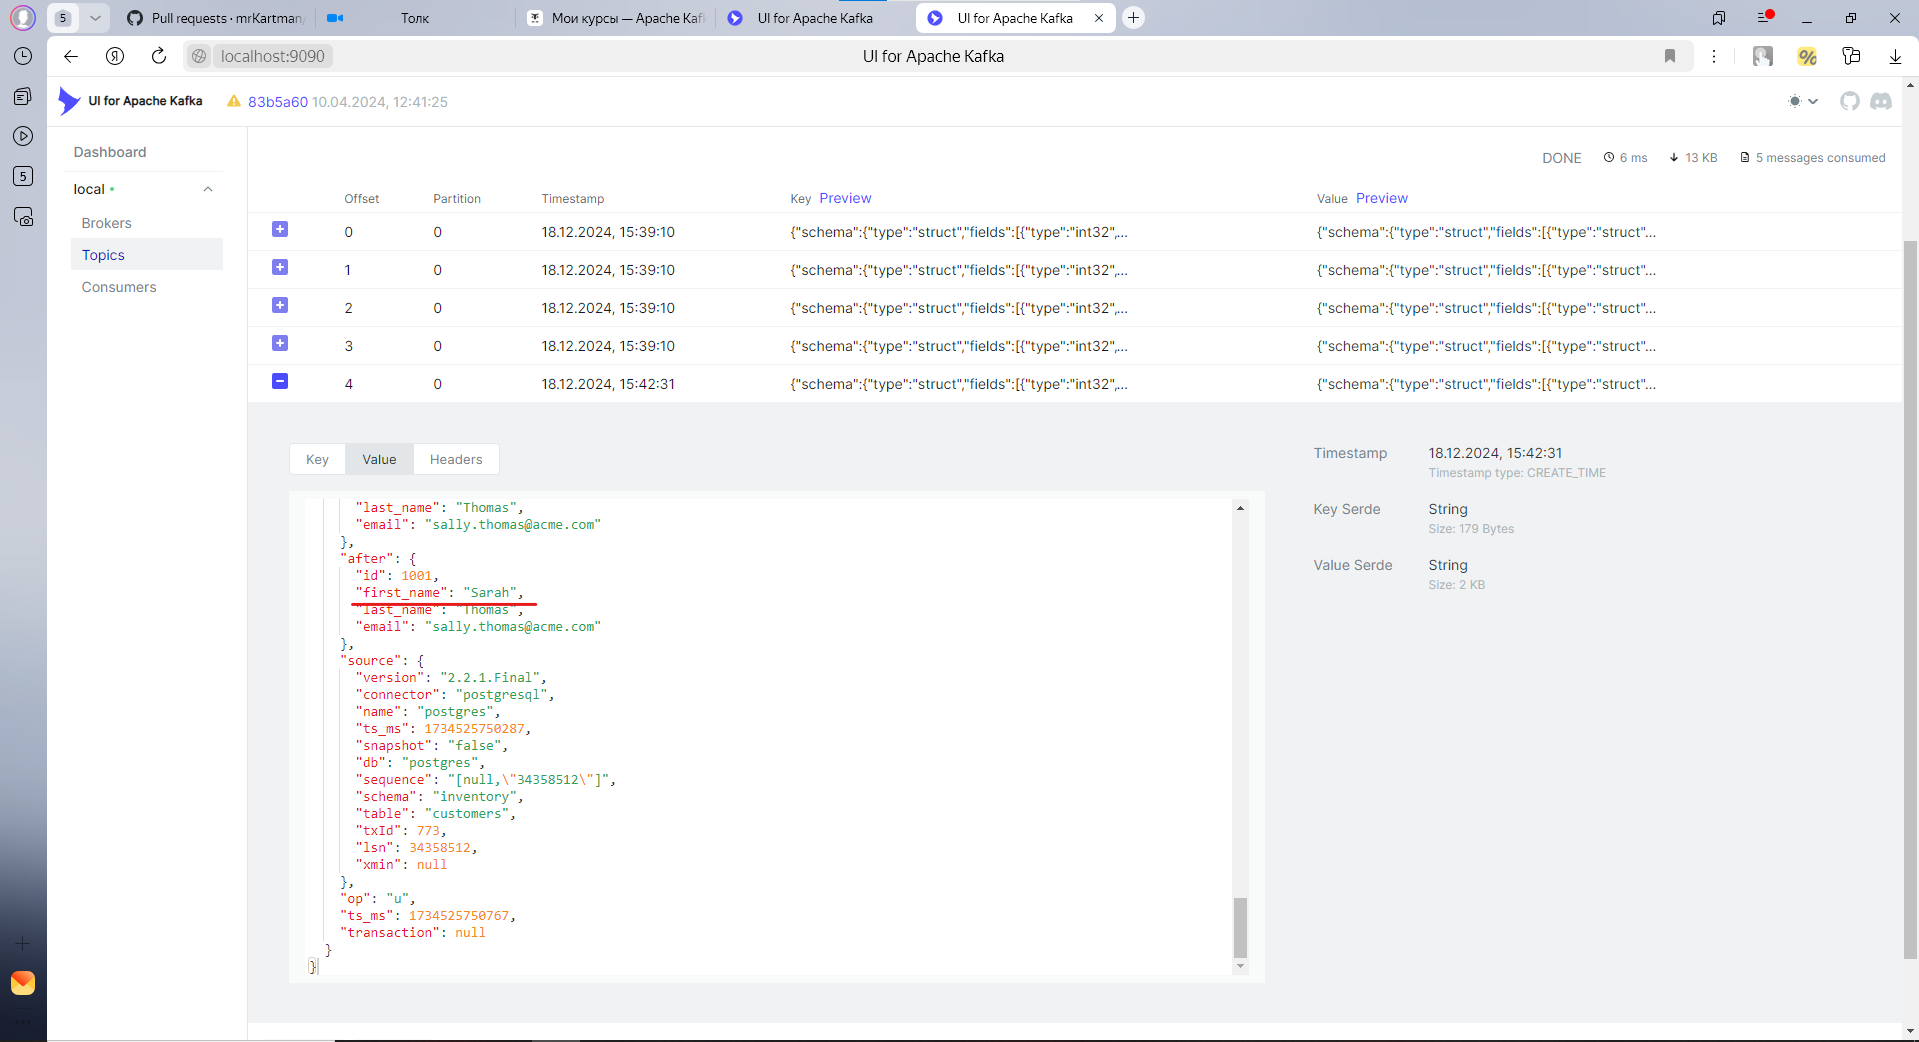 5
Pull requests · mrKartman/
Толк
Мои курсы — Apache Kaf
UI for Apache Kafka
UI for Apache Kafka
localhost:9090
UI for Apache Kafka
5
UI for Apache Kafka
83b5a60 10.04.2024, 12:41:25
Dashboard
local
Brokers
Topics
Consumers
DONE 6 ms 13 KB 5 messages consumed
Offset Partition Timestamp Key Preview Value Preview
0 0 18.12.2024, 15:39:10 {"schema":{"type":"struct","fields":[{"type":"int32",... {"schema":{"type":"struct","fields":[{"type":"struct"...
1 0 18.12.2024, 15:39:10 {"schema":{"type":"struct","fields":[{"type":"int32",... {"schema":{"type":"struct","fields":[{"type":"struct"...
2 0 18.12.2024, 15:39:10 {"schema":{"type":"struct","fields":[{"type":"int32",... {"schema":{"type":"struct","fields":[{"type":"struct"...
3 0 18.12.2024, 15:39:10 {"schema":{"type":"struct","fields":[{"type":"int32",... {"schema":{"type":"struct","fields":[{"type":"struct"...
4 0 18.12.2024, 15:42:31 {"schema":{"type":"struct","fields":[{"type":"int32",... {"schema":{"type":"struct","fields":[{"type":"struct"...
Key Value Headers
"last_name": "Thomas",
"email": "sally.thomas@acme.com"
},
"after": {
"id": 1001,
"first_name": "Sarah",
"last_name": "Thomas",
"email": "sally.thomas@acme.com"
},
"source": {
"version": "2.2.1.Final",
"connector": "postgresql",
"name": "postgres",
"ts_ms": 1734525750287,
"snapshot": "false",
"db": "postgres",
"sequence": "[null,\"34358512\"]",
"schema": "inventory",
"table": "customers",
"txId": 773,
"lsn": 34358512,
"xmin": null
},
"op": "u",
"ts_ms": 1734525750767,
"transaction": null
}
}
Timestamp 18.12.2024, 15:42:31
Timestamp type: CREATE_TIME
Key Serde String
Size: 179 Bytes
Value Serde String
Size: 2 KB